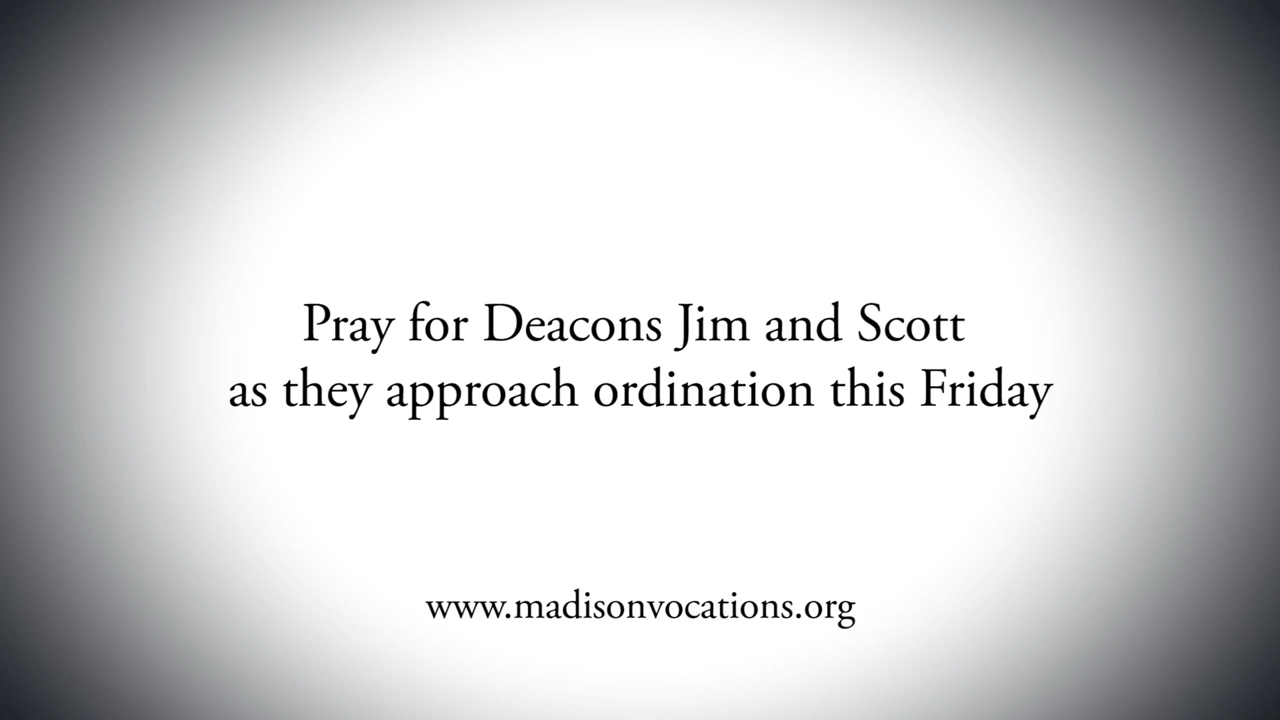 Pray for Deacons Jim and Scott
as they approach ordination this Friday
www.madisonvocations.org